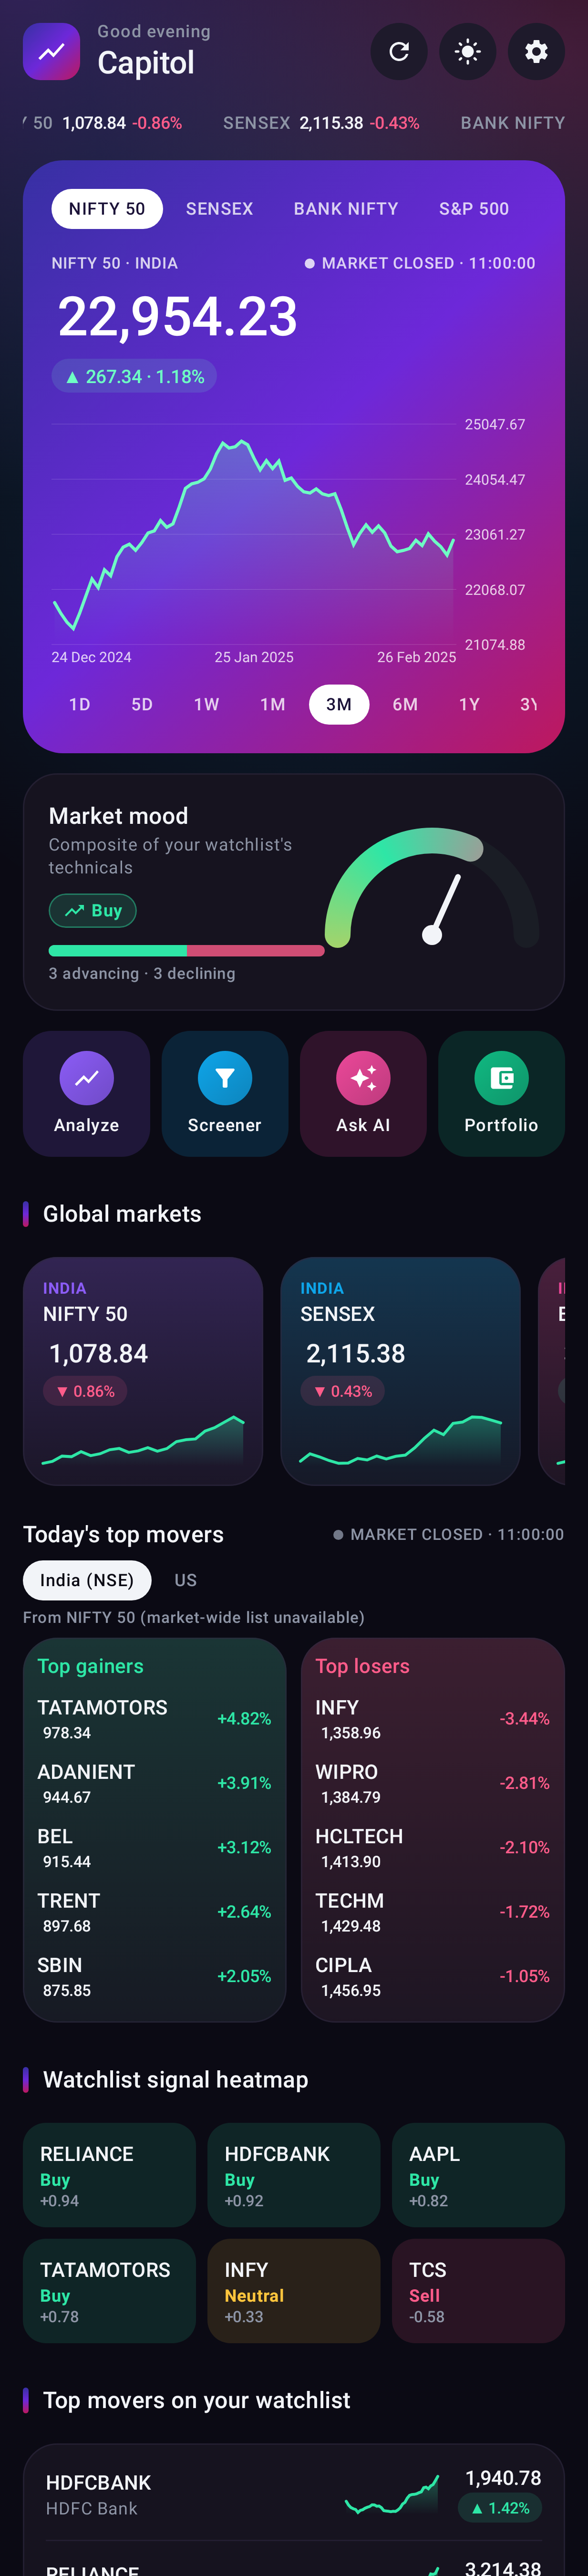 Good evening
Capitol
50 1,078.84 -0.86% SENSEX 2,115.38 -0.43% BANK NIFTY
NIFTY 50 SENSEX BANK NIFTY S&P 500
NIFTY 50 · INDIA MARKET CLOSED · 11:00:00
22,954.23
▲ 267.34 · 1.18%
25047.67
24054.47
23061.27
22068.07
21074.88
24 Dec 2024 25 Jan 2025 26 Feb 2025
1D 5D 1W 1M 3M 6M 1Y
Market mood
Composite of your watchlist's
technicals
Buy
3 advancing · 3 declining
Analyze Screener Ask AI Portfolio
Global markets
INDIA
NIFTY 50
1,078.84
▼ 0.86%
INDIA
SENSEX
2,115.38
▼ 0.43%
Today's top movers MARKET CLOSED · 11:00:00
India (NSE) US
From NIFTY 50 (market-wide list unavailable)
Top gainers
TATAMOTORS +4.82%
978.34
ADANIENT +3.91%
944.67
BEL +3.12%
915.44
TRENT +2.64%
897.68
SBIN +2.05%
875.85
Top losers
INFY -3.44%
1,358.96
WIPRO -2.81%
1,384.79
HCLTECH -2.10%
1,413.90
TECHM -1.72%
1,429.48
CIPLA -1.05%
1,456.95
Watchlist signal heatmap
RELIANCE
Buy
+0.94
HDFCBANK
Buy
+0.92
AAPL
Buy
+0.82
TATAMOTORS
Buy
+0.78
INFY
Neutral
+0.33
TCS
Sell
-0.58
Top movers on your watchlist
HDFCBANK 1,940.78
HDFC Bank ▲ 1.42%
RELIANCE 3,214.38